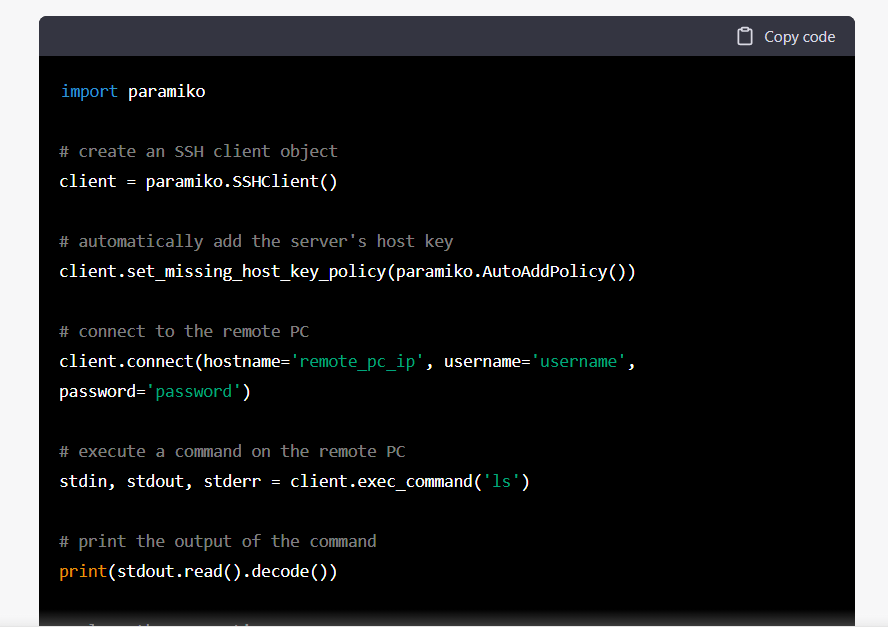 Copy code
import paramiko
# create an SSH client object
client = paramiko.SSHClient()
# automatically add the server's host key
client.set_missing_host_key_policy(paramiko.AutoAddPolicy())
# connect to the remote PC
client.connect(hostname='remote_pc_ip', username='username',
password='password')
# execute a command on the remote PC
stdin, stdout, stderr = client.exec_command('ls')
# print the output of the command
print(stdout.read().decode())